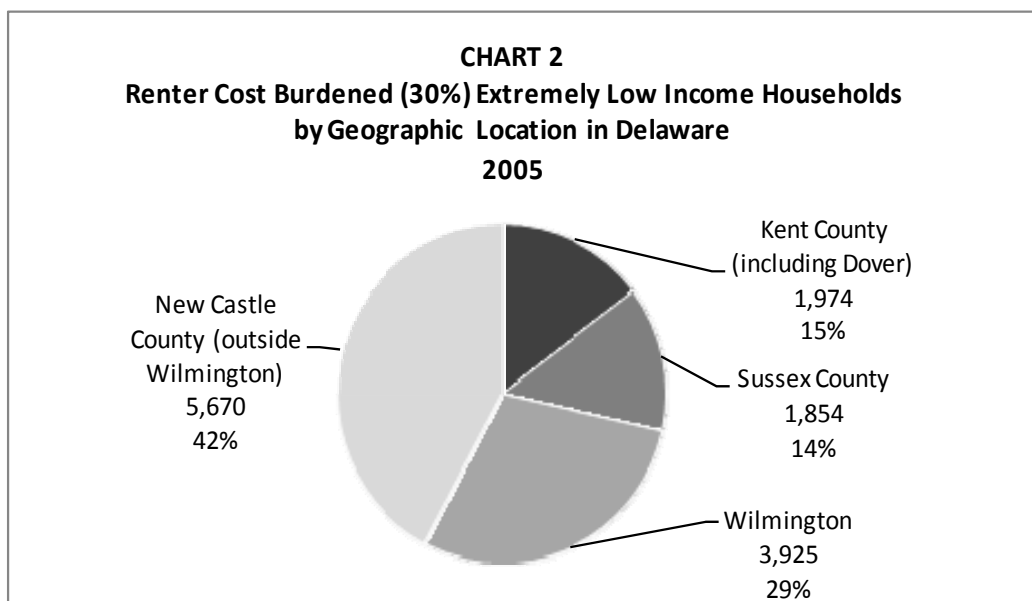 CHART 2
Renter Cost Burdened (30%) Extremely Low Income Households
by Geographic Location in Delaware
2005
Kent County
(including Dover)
1,974
15%
Sussex County
1,854
14%
Wilmington
3,925
29%
New Castle
County (outside
Wilmington)
5,670
42%